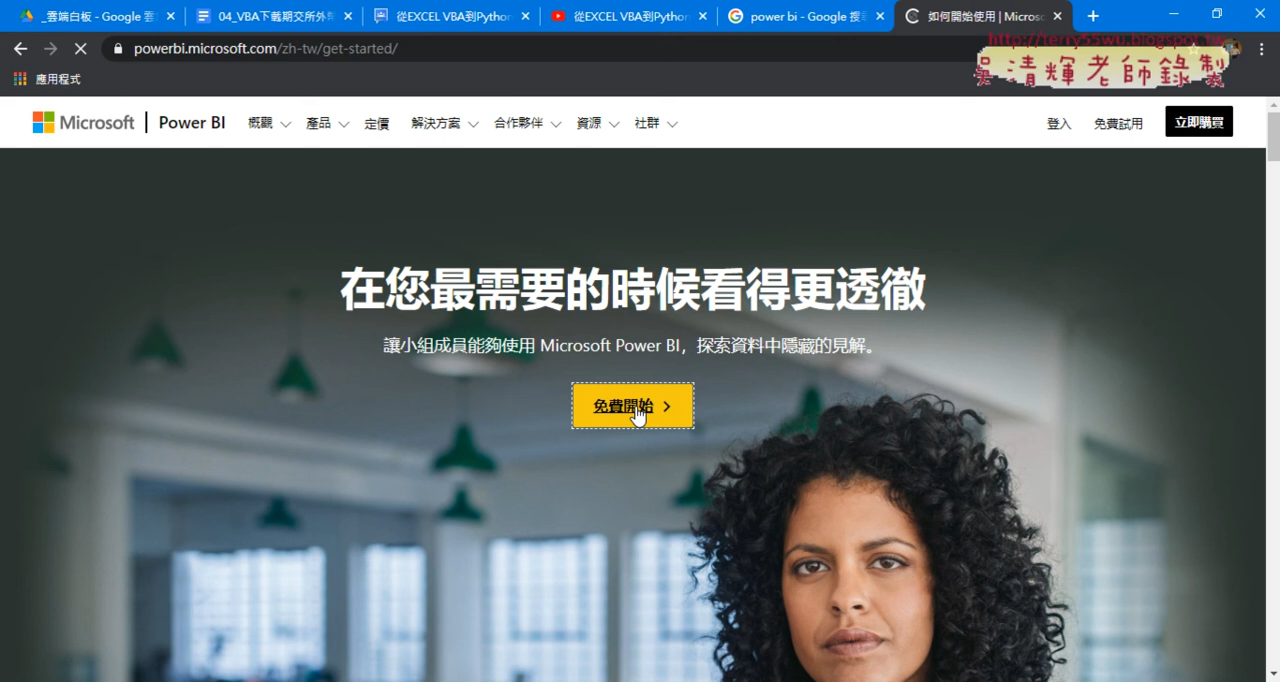 _雲端白板 - Google 雲
04_VBA下載期交所外
從EXCEL VBA到Python
從EXCEL VBA到Python
power bi - Google 搜
如何開始使用 | Micros
powerbi.microsoft.com/zh-tw/get-started/
http://terry55wu.blogspot.tw
吳清輝老師錄製
應用程式
Microsoft
Power BI
概觀
產品
定價
解決方案
合作夥伴
資源
社群
登入
免費試用
立即購買
在您最需要的時候看得更透徹
讓小組成員能夠使用 Microsoft Power BI，探索資料中隱藏的見解。
免費開始